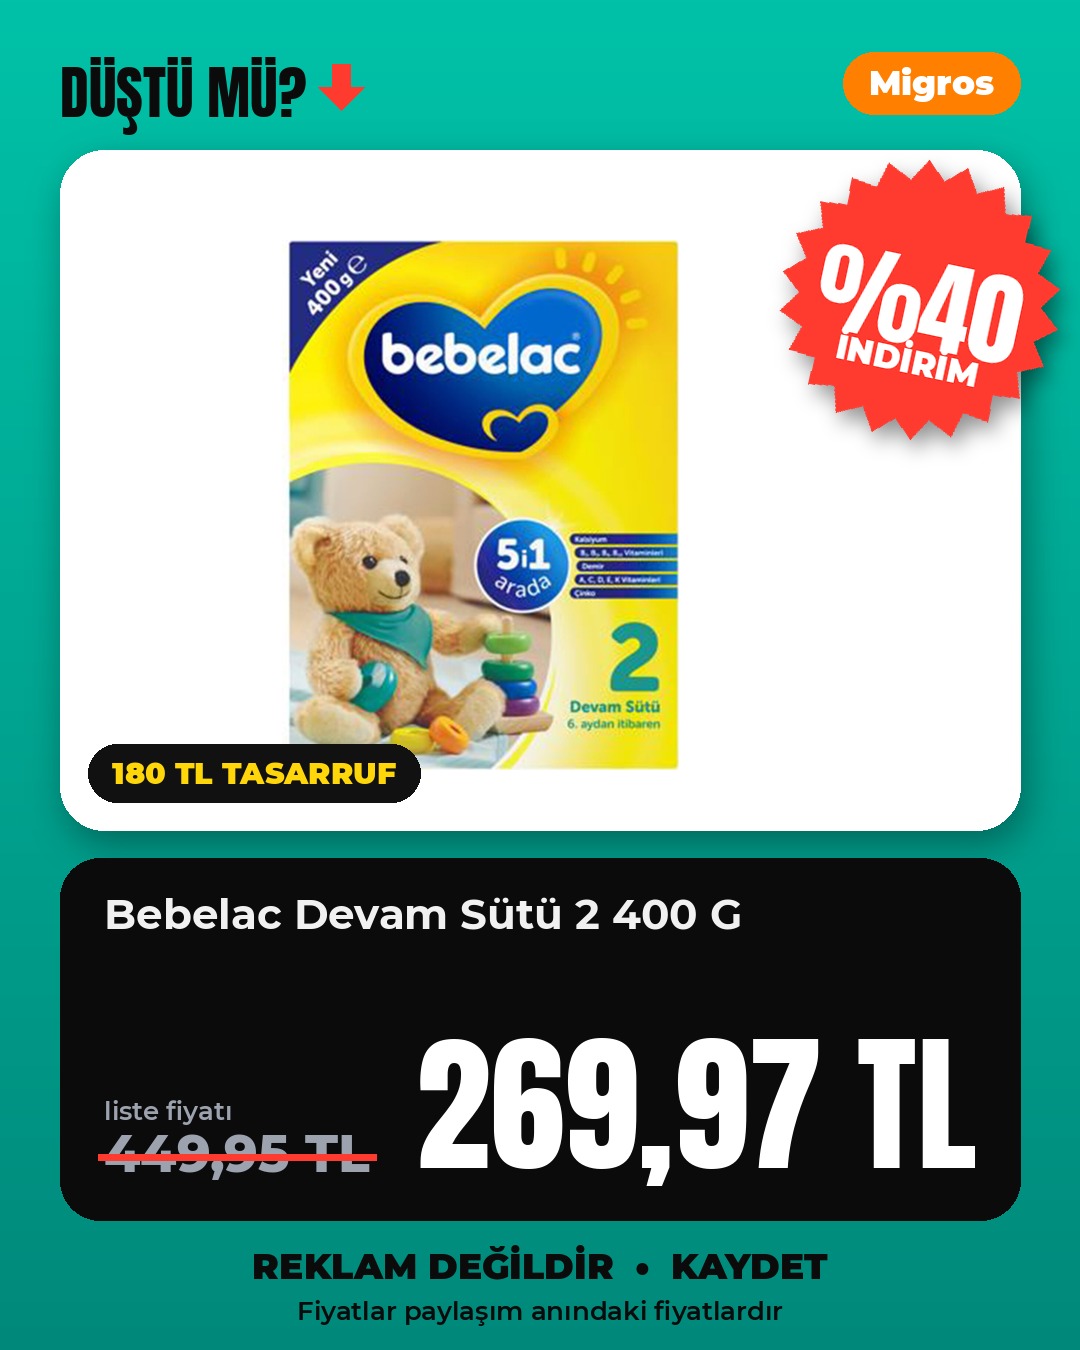 DÜŞTÜ MÜ?
Migros
%40
İNDİRİM
Yeni
400 g e
bebelac
5i1
arada
Kalsiyum
Demir
A, C, D, E, K Vitaminleri
Çinko
2
Devam Sütü
6. aydan itibaren
180 TL TASARRUF
Bebelac Devam Sütü 2 400 G
liste fiyatı
449,95 TL
269,97 TL
REKLAM DEĞİLDİR • KAYDET
Fiyatlar paylaşım anındaki fiyatlardır